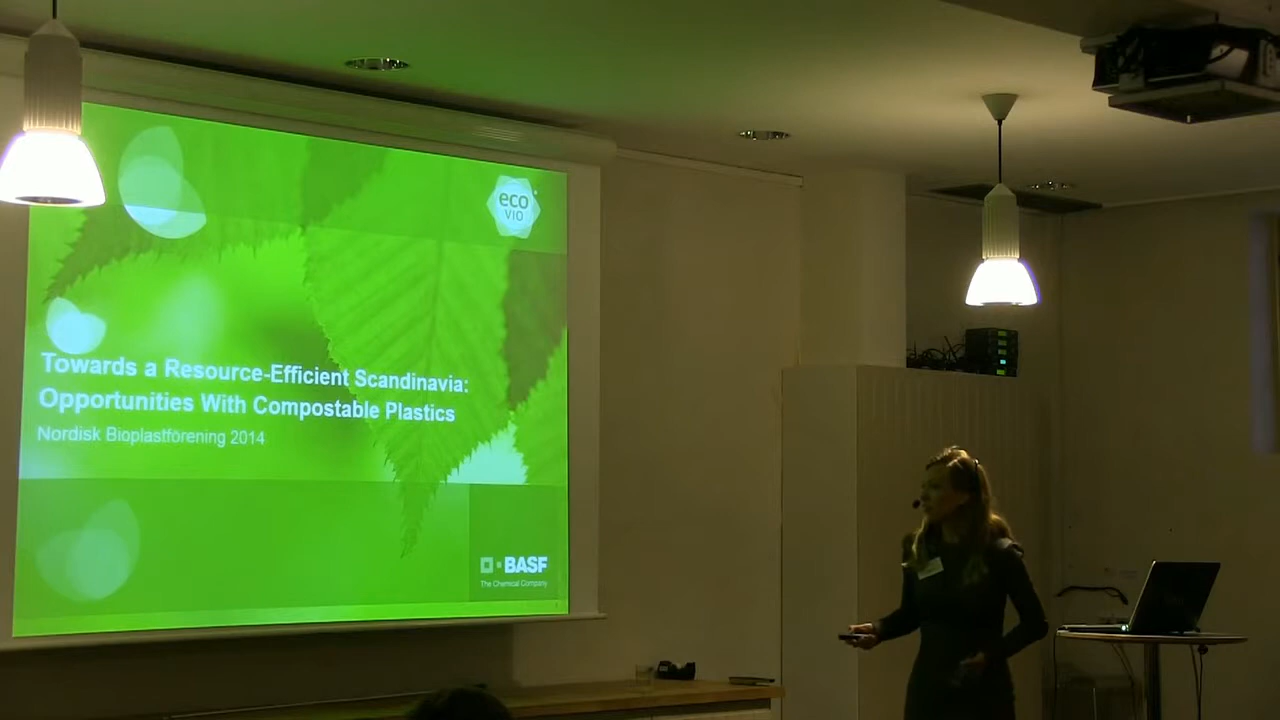 eco
VIO
Towards a Resource-Efficient Scandinavia:
Opportunities With Compostable Plastics
Nordisk Bioplastförening 2014
BASF
The Chemical Company